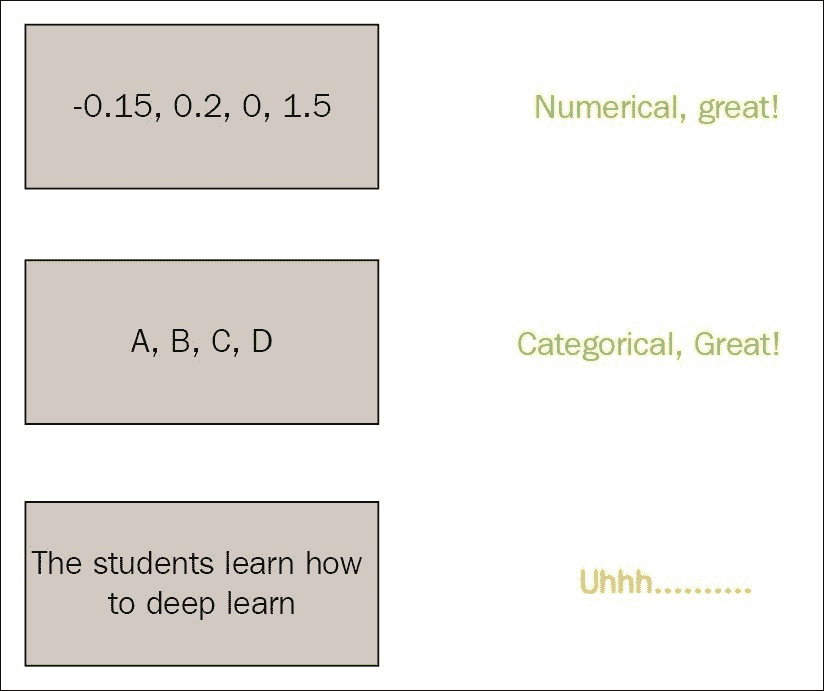 -0.15, 0.2, 0, 1.5
Numerical, great!
A, B, C, D
Categorical, Great!
The students learn how
to deep learn
Uhhh..........